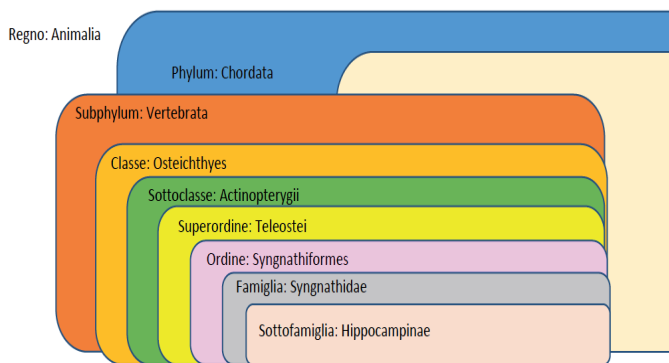 Regno: Animalia
Phylum: Chordata
Subphylum: Vertebrata
Classe: Osteichthyes
Sottoclasse: Actinopterygii
Superordine: Teleostei
Ordine: Syngnathiformes
Famiglia: Syngnathidae
Sottofamiglia: Hippocampinae